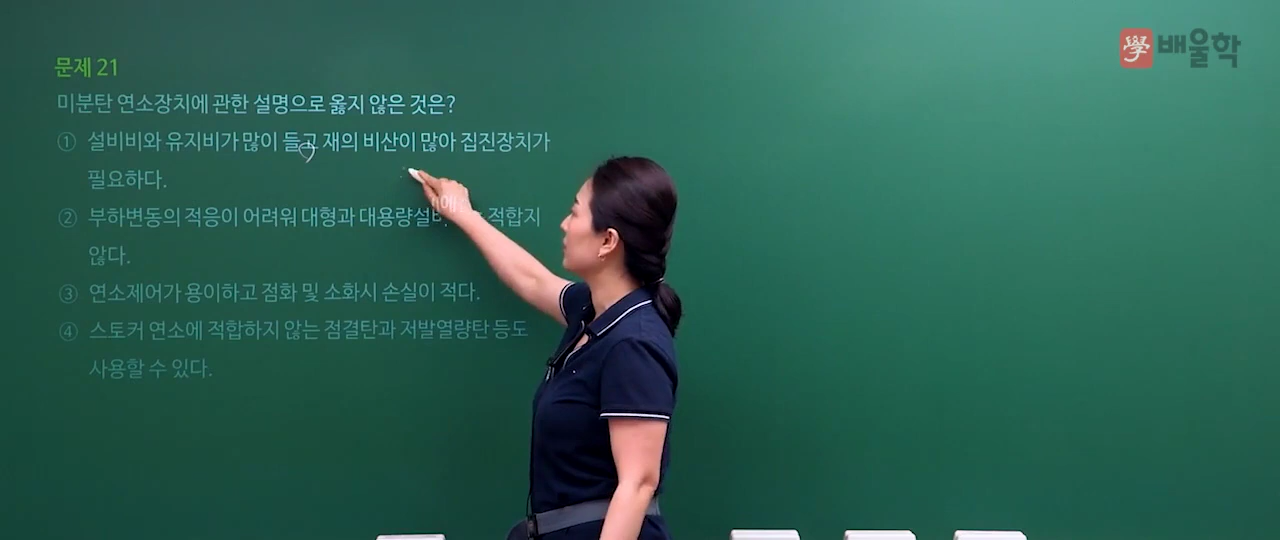 學 배울학
문제 21
미분탄 연소장치에 관한 설명으로 옳지 않은 것은?
① 설비비와 유지비가 많이 들고 재의 비산이 많아 집진장치가
필요하다.
② 부하변동의 적응이 어려워 대형과 대용량설비에는 적합지
않다.
③ 연소제어가 용이하고 점화 및 소화시 손실이 적다.
④ 스토커 연소에 적합하지 않는 점결탄과 저발열량탄 등도
사용할 수 있다.